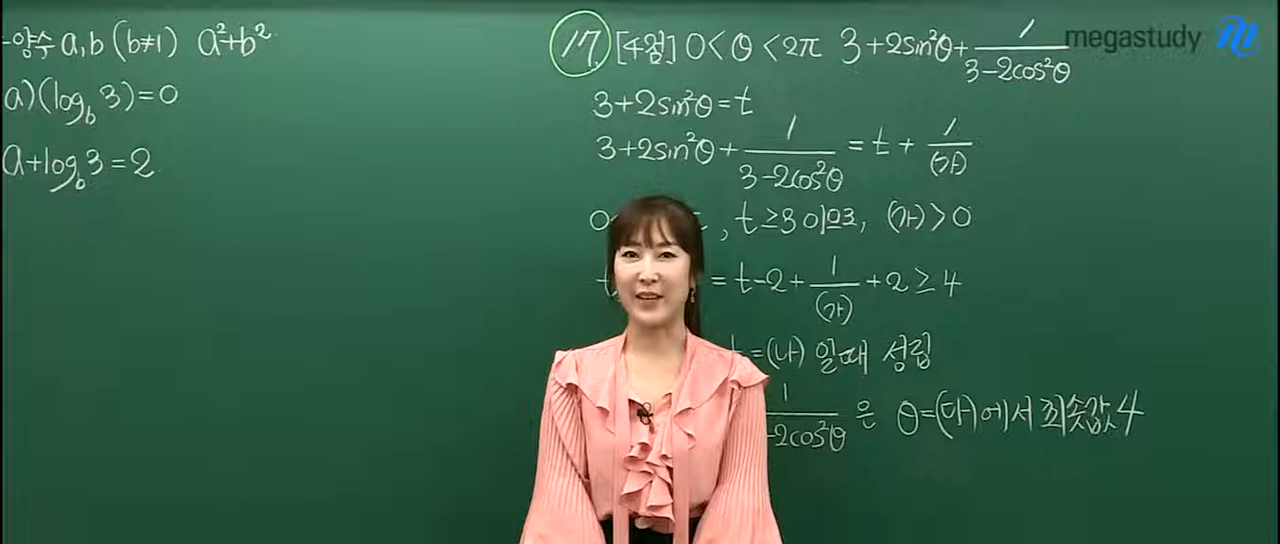 양수 a, b (b≠1) a²+b²
a)(log_b 3)=0
a+log_b 3=2
17. [4점] 0<θ<2π 3+2sin²θ+1/(3-2cos²θ)
megastudy
3+2sin²θ=t
3+2sin²θ+1/(3-2cos²θ)=t+1/(가)
, t≥3이므로, (가)>0
=t-2+1/(가)+2≥4
t=(나)일때 성립
1/(-2cos²θ)은 θ=(다)에서 최솟값 4